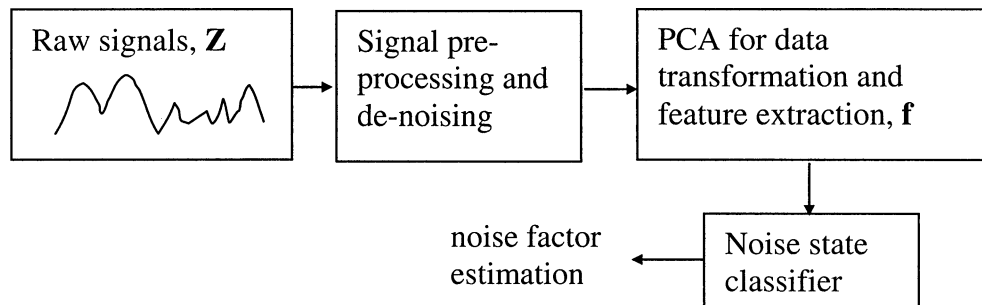 Raw signals, Z
Signal pre-
processing and
de-noising
PCA for data
transformation and
feature extraction, f
Noise state
classifier
noise factor
estimation